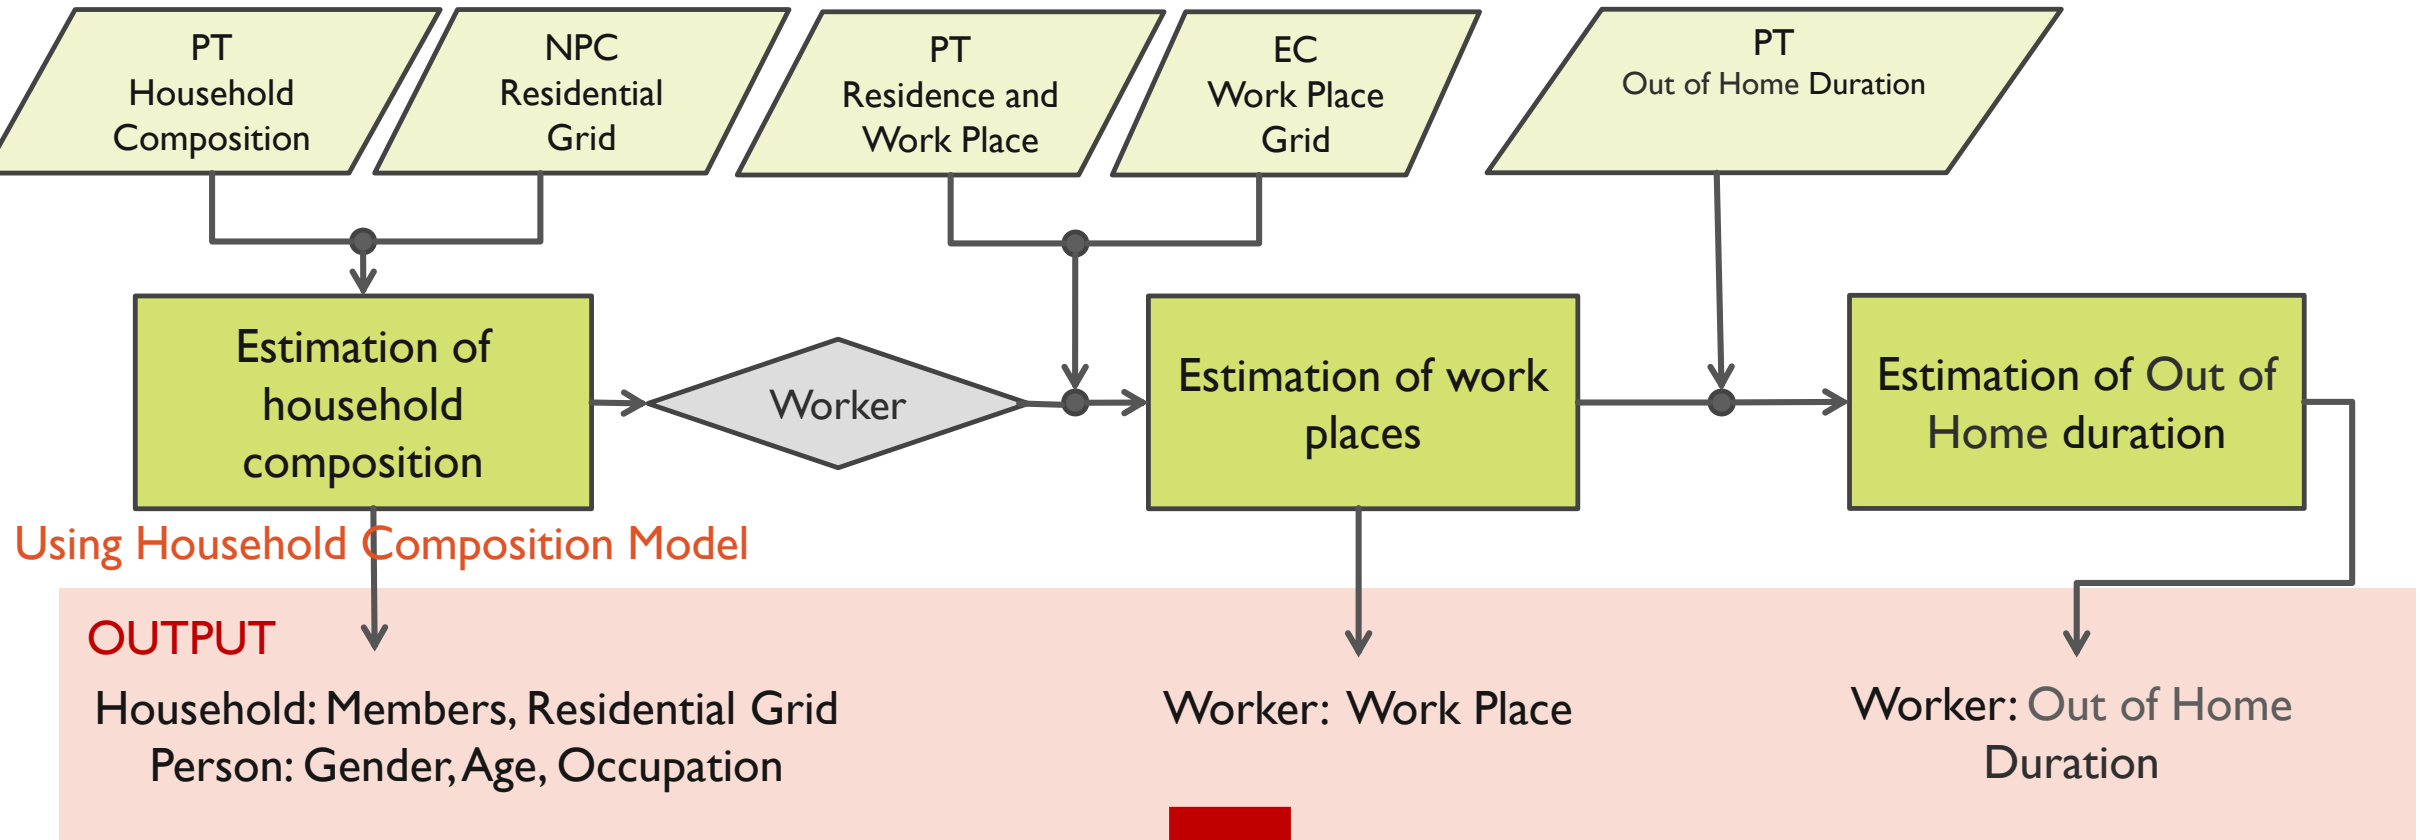 PT
Household
Composition
NPC
Residential
Grid
PT
Residence and
Work Place
EC
Work Place
Grid
PT
Out of Home Duration
Estimation of
household
composition
Worker
Estimation of work
places
Estimation of Out of
Home duration
Using Household Composition Model
OUTPUT
Household: Members, Residential Grid
Person: Gender, Age, Occupation
Worker: Work Place
Worker: Out of Home
Duration